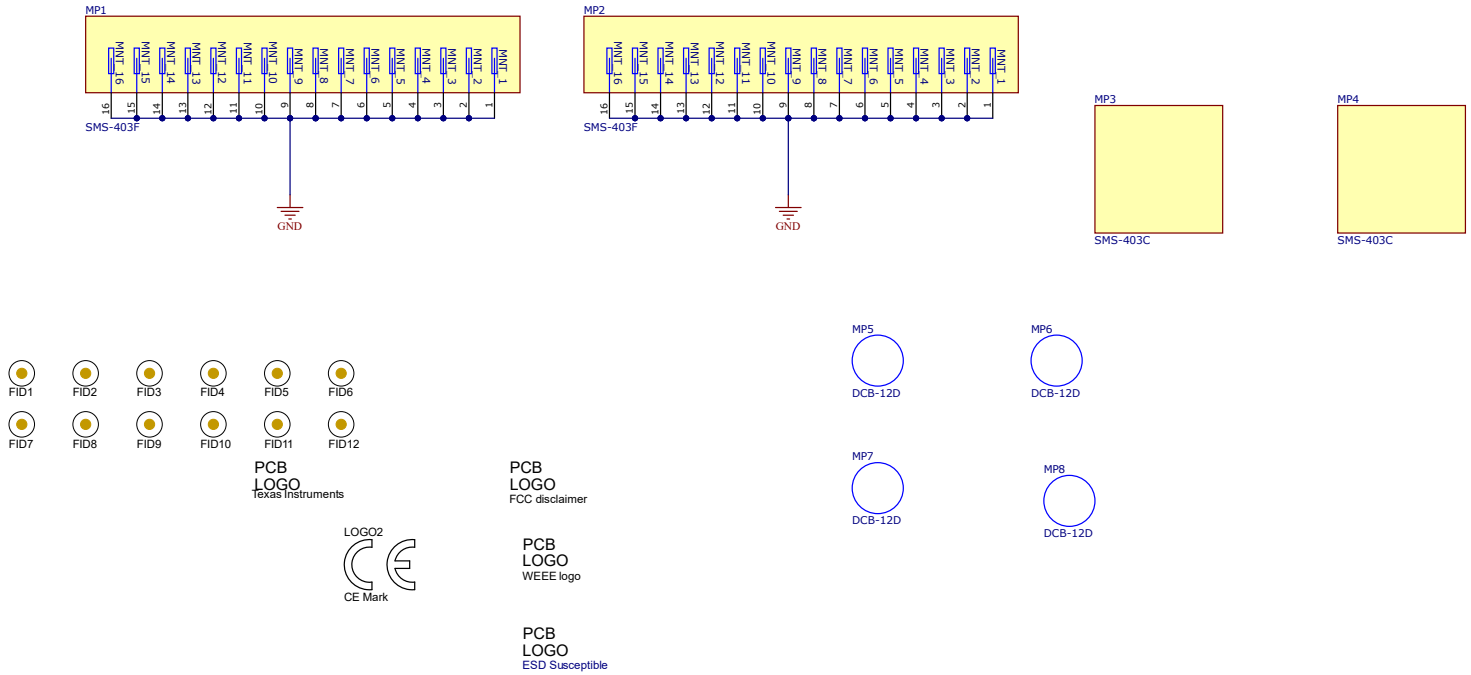 MP1
MNT 16
MNT 15
MNT 14
MNT 13
MNT 12
MNT 11
MNT 10
MNT 9
MNT 8
MNT 7
MNT 6
MNT 5
MNT 4
MNT 3
MNT 2
MNT 1
16
15
14
13
12
11
10
9
8
7
6
5
4
3
2
1
SMS-403F
GND
MP2
MNT 16
MNT 15
MNT 14
MNT 13
MNT 12
MNT 11
MNT 10
MNT 9
MNT 8
MNT 7
MNT 6
MNT 5
MNT 4
MNT 3
MNT 2
MNT 1
16
15
14
13
12
11
10
9
8
7
6
5
4
3
2
1
SMS-403F
GND
MP3
SMS-403C
MP4
SMS-403C
FID1
FID2
FID3
FID4
FID5
FID6
FID7
FID8
FID9
FID10
FID11
FID12
MP5
DCB-12D
MP6
DCB-12D
MP7
DCB-12D
MP8
DCB-12D
PCB
LOGO
Texas Instruments
PCB
LOGO
FCC disclaimer
LOGO2
CE
CE Mark
PCB
LOGO
WEEE logo
PCB
LOGO
ESD Susceptible